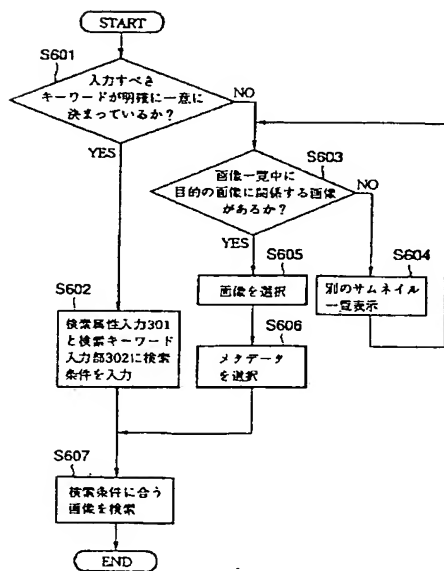 START
S601
入力すべき
キーワードが明確に一意に
決まっているか？
NO
YES
S603
画像一覧中に
目的の画像に関係する画像
があるか？
NO
YES
S605
画像を選択
S604
別のサムネイル
一覧表示
S602
検索属性入力301
と検索キーワード
入力部302に検索
条件を入力
S606
メタデータ
を選択
S607
検索条件に合う
画像を検索
END